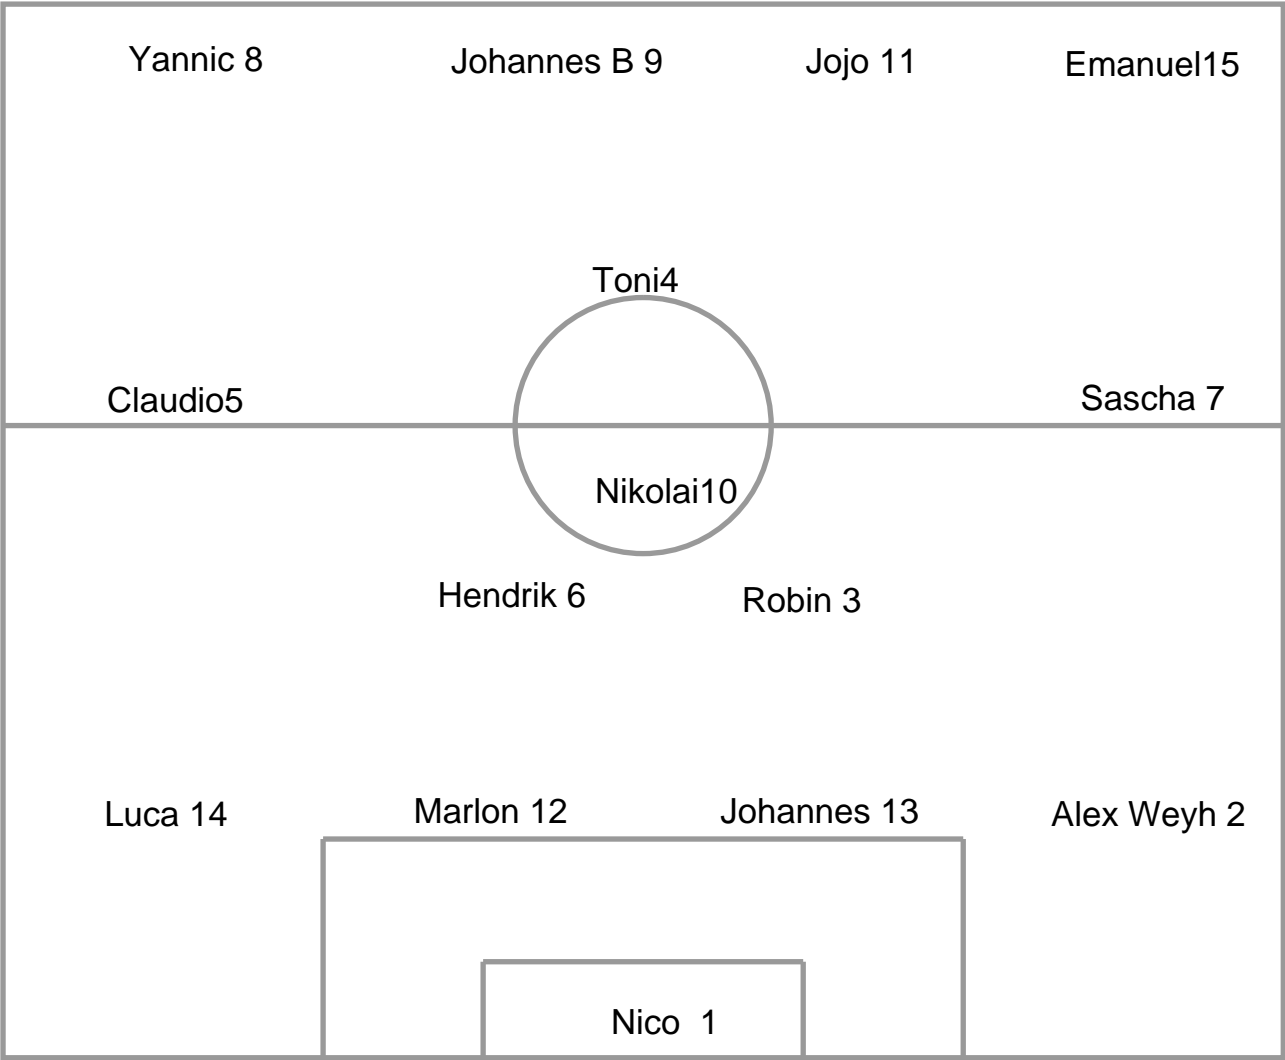 Yannic 8
Johannes B 9
Jojo 11
Emanuel15
Toni4
Claudio5
Sascha 7
Nikolai10
Hendrik 6
Robin 3
Luca 14
Marlon 12
Johannes 13
Alex Weyh 2
Nico  1